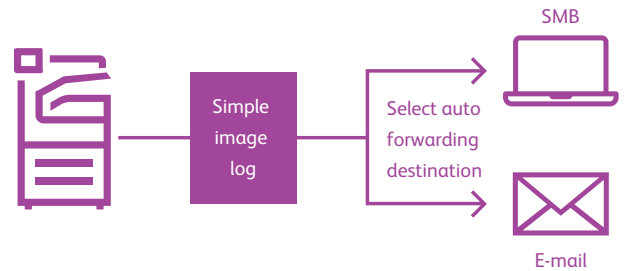 SMB
Simple
image
log
Select auto
forwarding
destination
E-mail